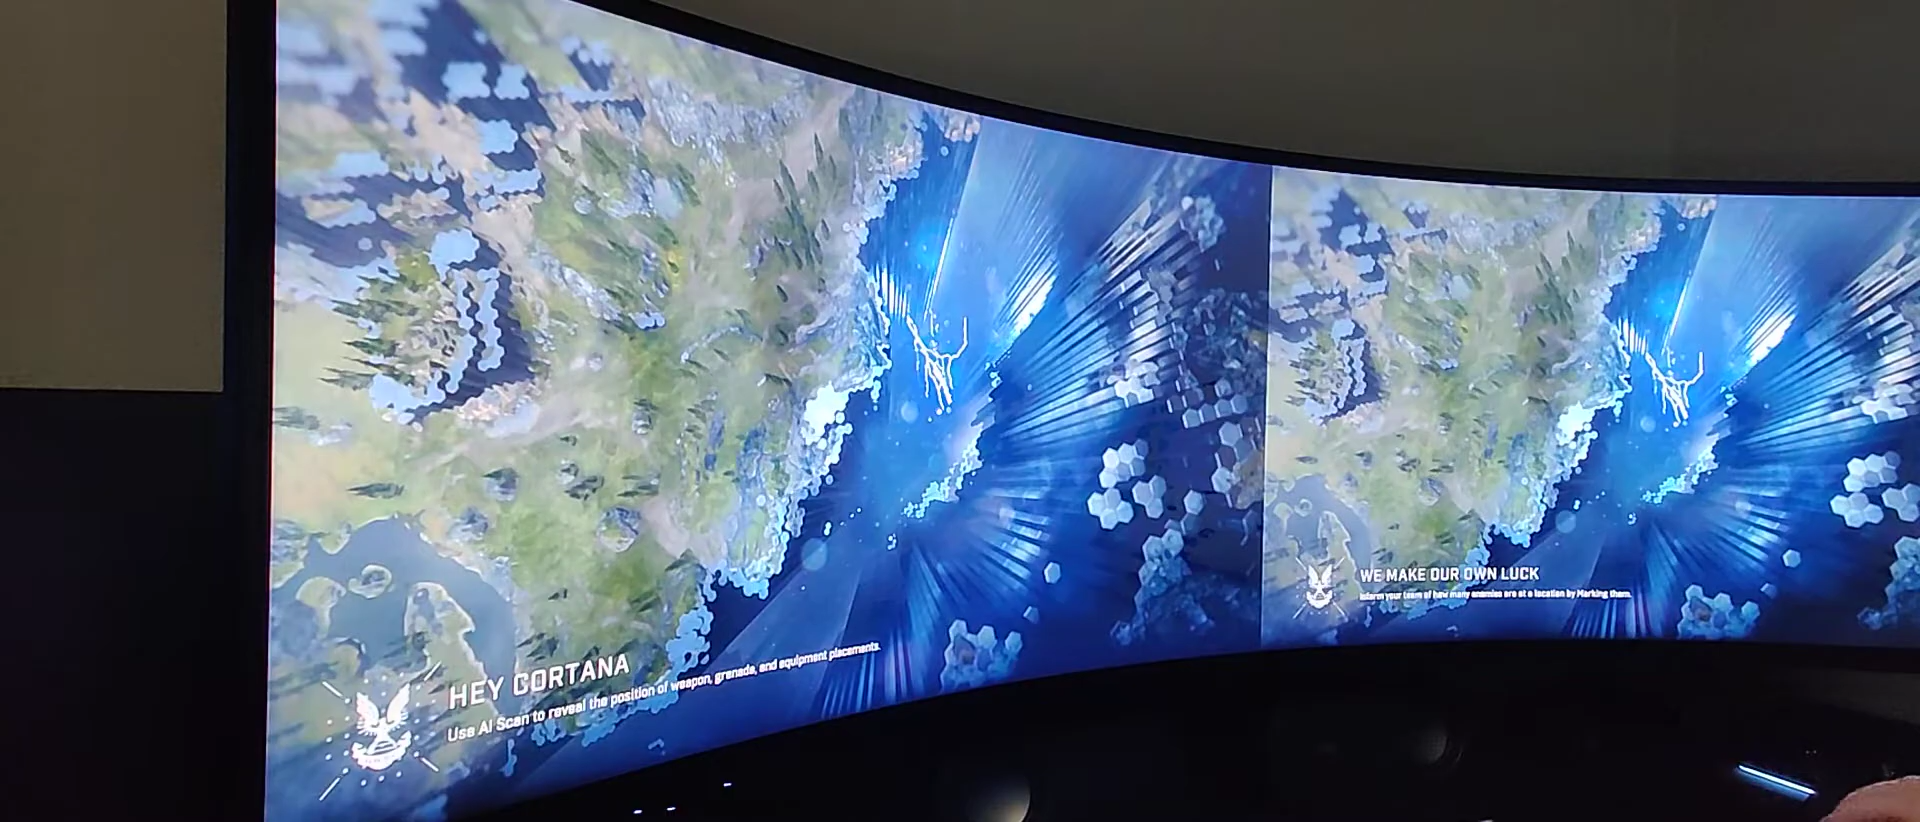 HEY CORTANA
Use AI Scan to reveal the position of weapon, grenade, and equipment placements.
WE MAKE OUR OWN LUCK
Inform your team of how many enemies are at a location by Marking them.